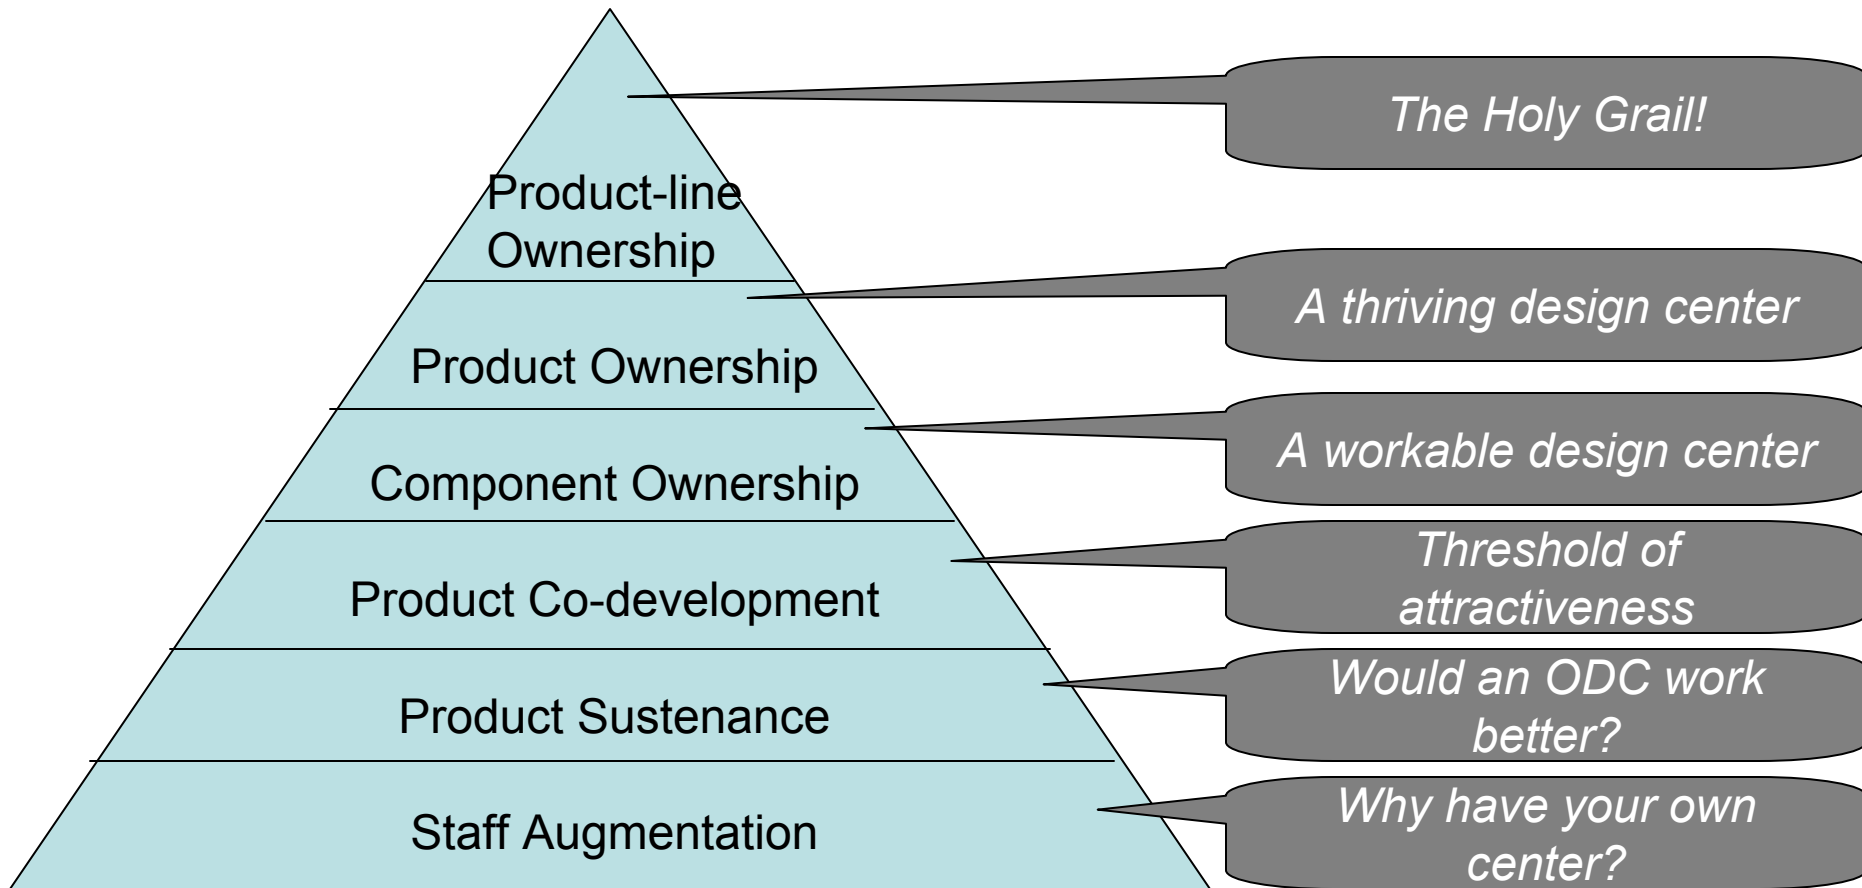 The Holy Grail!
Product-line
Ownership
A thriving design center
Product Ownership
A workable design center
Component Ownership
Threshold of
attractiveness
Product Co-development
Would an ODC work
better?
Product Sustenance
Why have your own
center?
Staff Augmentation